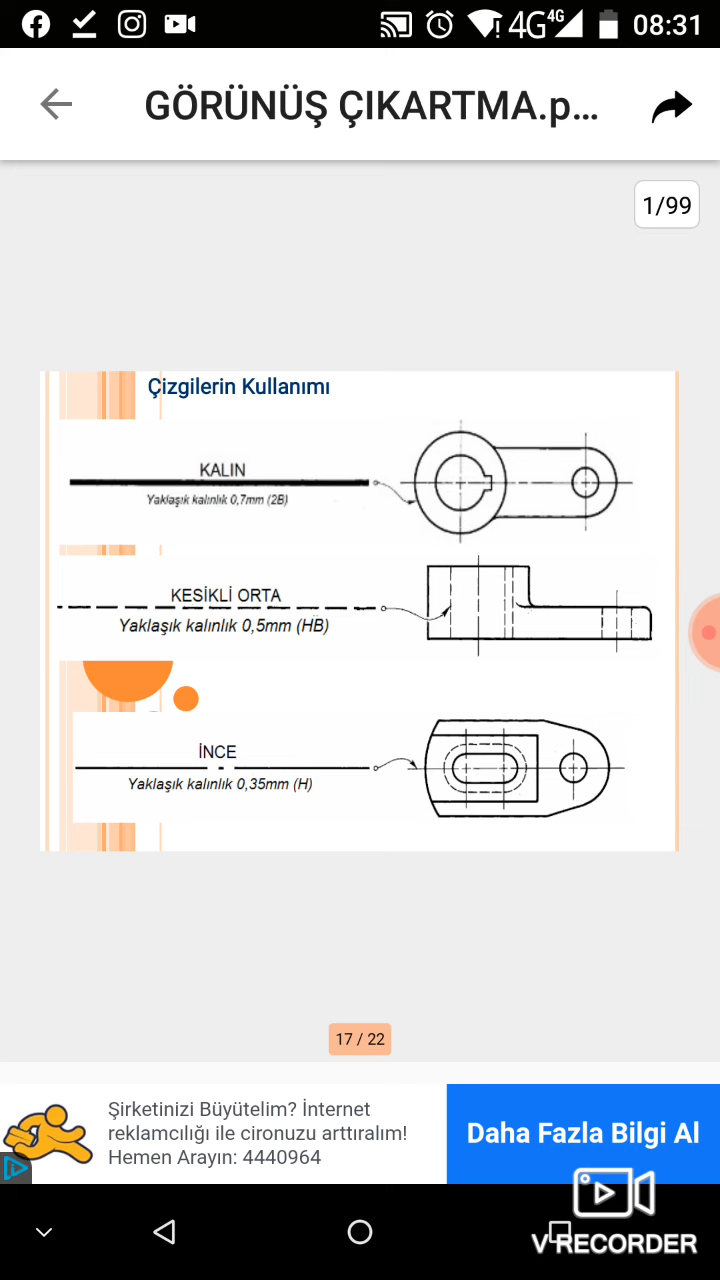 4G 4G 08:31
GÖRÜNÜŞ ÇIKARTMA.p...
1/99
Çizgilerin Kullanımı
KALIN
Yaklaşık kalınlık 0,7mm (2B)
KESİKLİ ORTA
Yaklaşık kalınlık 0,5mm (HB)
İNCE
Yaklaşık kalınlık 0,35mm (H)
17 / 22
Şirketinizi Büyütelim? İnternet
reklamcılığı ile cironuzu arttıralım!
Hemen Arayın: 4440964
Daha Fazla Bilgi Al
V RECORDER